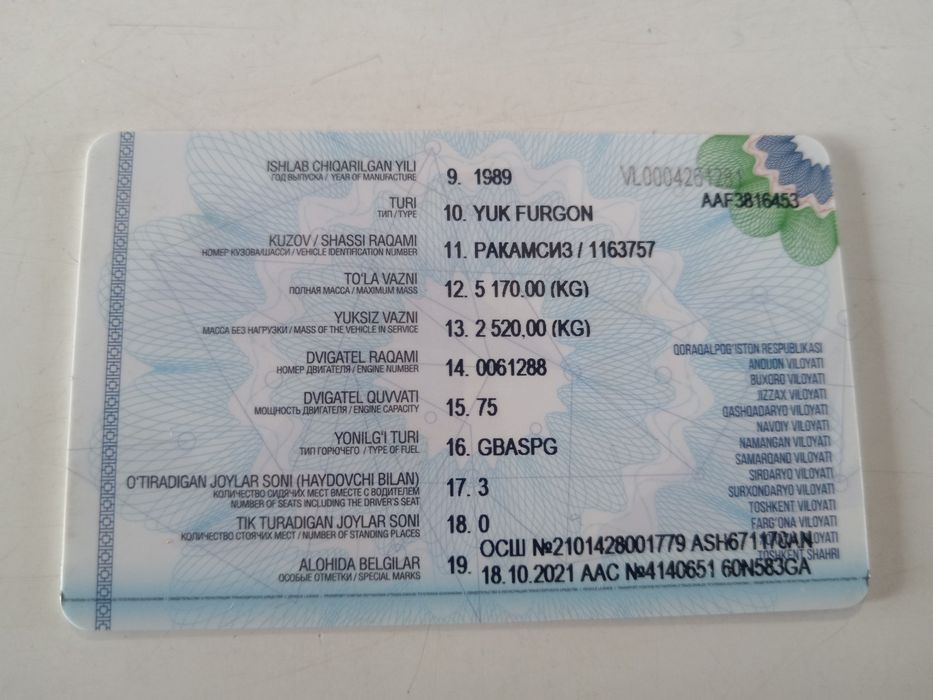 ISHLAB CHIQARILGAN YILI
ГОД ВЫПУСКА / YEAR OF MANUFACTURE
9. 1989
AAF3816453
TURI
ТИП / TYPE
10. YUK FURGON
KUZOV / SHASSI RAQAMI
НОМЕР КУЗОВА/ШАССИ / VEHICLE IDENTIFICATION NUMBER
11. РАКАМСИЗ / 1163757
TO'LA VAZNI
ПОЛНАЯ МАССА / MAXIMUM MASS
12. 5 170.00 (KG)
YUKSIZ VAZNI
МАССА БЕЗ НАГРУЗКИ / MASS OF THE VEHICLE IN SERVICE
13. 2 520,00 (KG)
DVIGATEL RAQAMI
НОМЕР ДВИГАТЕЛЯ / ENGINE NUMBER
14. 0061288
DVIGATEL QUVVATI
МОЩНОСТЬ ДВИГАТЕЛЯ / ENGINE CAPACITY
15. 75
YONILG'I TURI
ТИП ГОРЮЧЕГО / TYPE OF FUEL
16. GBASPG
O'TIRADIGAN JOYLAR SONI (HAYDOVCHI BILAN)
КОЛИЧЕСТВО СИДЯЧИХ МЕСТ ВМЕСТЕ С ВОДИТЕЛЕМ
NUMBER OF SEATS INCLUDING THE DRIVER'S SEAT
17. 3
TIK TURADIGAN JOYLAR SONI
КОЛИЧЕСТВО СТОЯЧИХ МЕСТ / NUMBER OF STANDING PLACES
18. 0
ALOHIDA BELGILAR
ОСОБЫЕ ОТМЕТКИ / SPECIAL MARKS
19. ОСШ №2101428001779
18.10.2021 AAC №4140651 60N583GA
QORAQALPOG'ISTON RESPUBLIKASI
ANDIJON VILOYATI
BUXORO VILOYATI
JIZZAX VILOYATI
QASHQADARYO VILOYATI
NAVOIY VILOYATI
NAMANGAN VILOYATI
SAMARQAND VILOYATI
SIRDARYO VILOYATI
SURXONDARYO VILOYATI
TOSHKENT VILOYATI
FARG'ONA VILOYATI
TOSHKENT SHAHRI